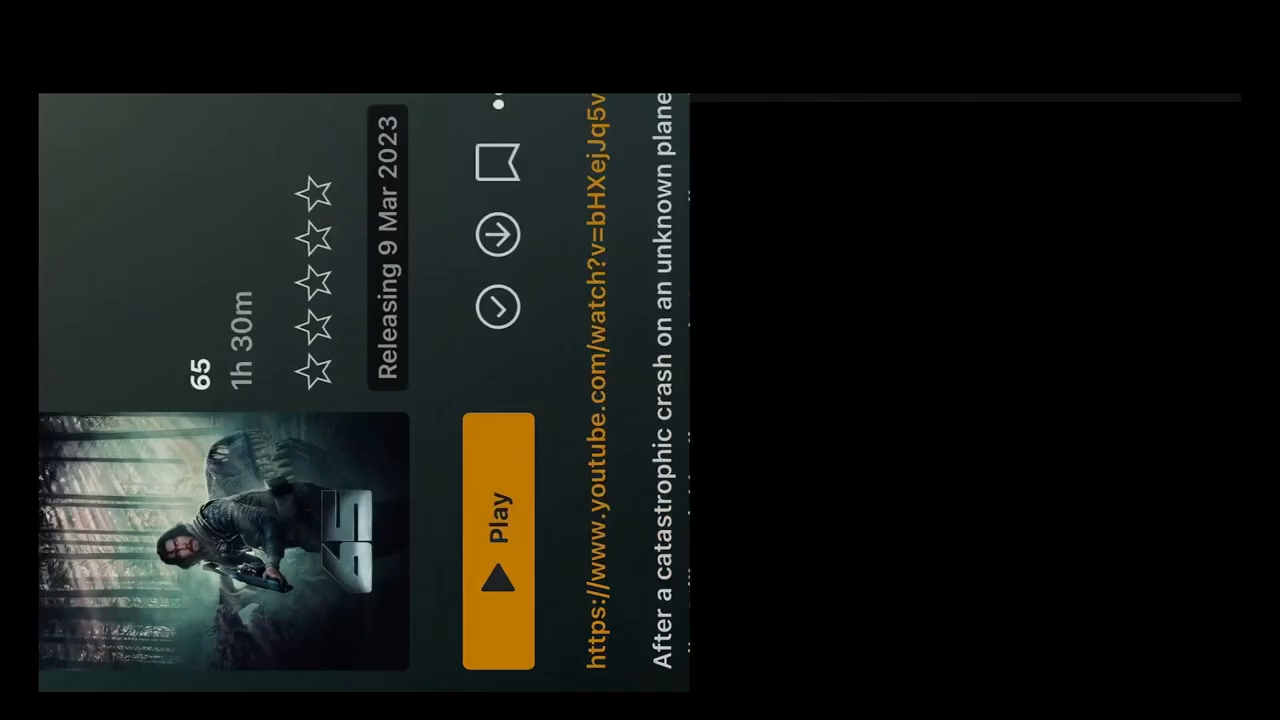 65
1h 30m
Releasing 9 Mar 2023
65
Play
https://www.youtube.com/watch?v=bHXejJq5v
After a catastrophic crash on an unknown plane